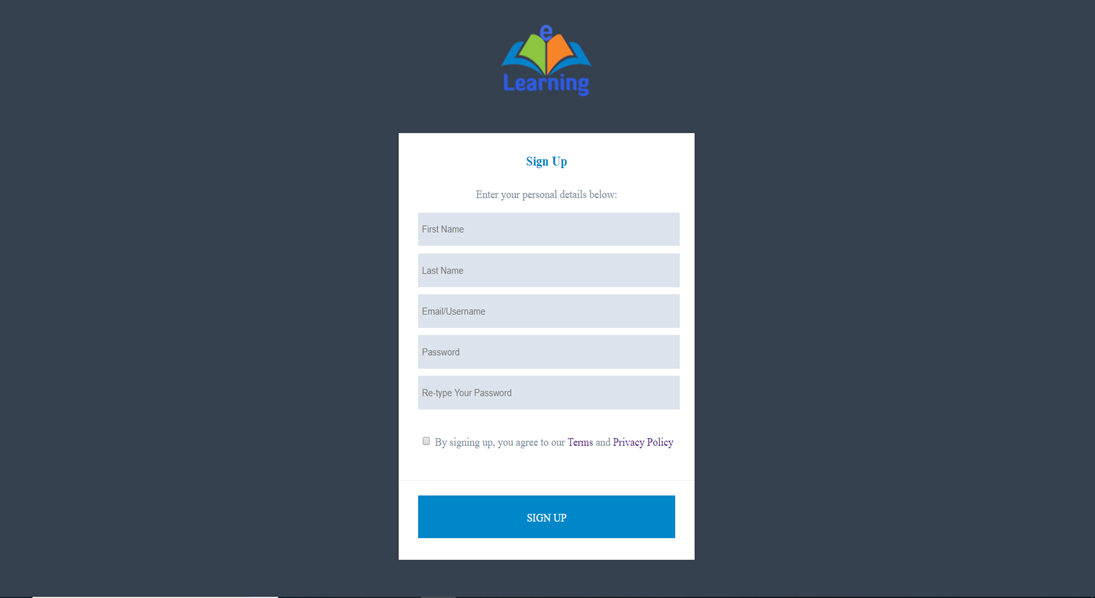 e
Learning
Sign Up
Enter your personal details below:
First Name
Last Name
Email/Username
Password
Re-type Your Password
By signing up, you agree to our Terms and Privacy Policy
SIGN UP